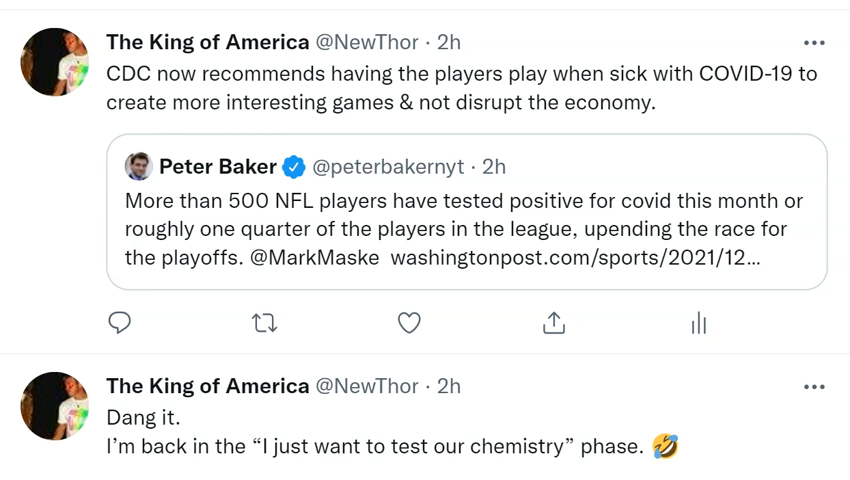 The King of America @NewThor · 2h
CDC now recommends having the players play when sick with COVID-19 to
create more interesting games & not disrupt the economy.
Peter Baker @peterbakernyt · 2h
More than 500 NFL players have tested positive for covid this month or
roughly one quarter of the players in the league, upending the race for
the playoffs. @MarkMaske washingtonpost.com/sports/2021/12…
The King of America @NewThor · 2h
Dang it.
I’m back in the “I just want to test our chemistry” phase. 🤣